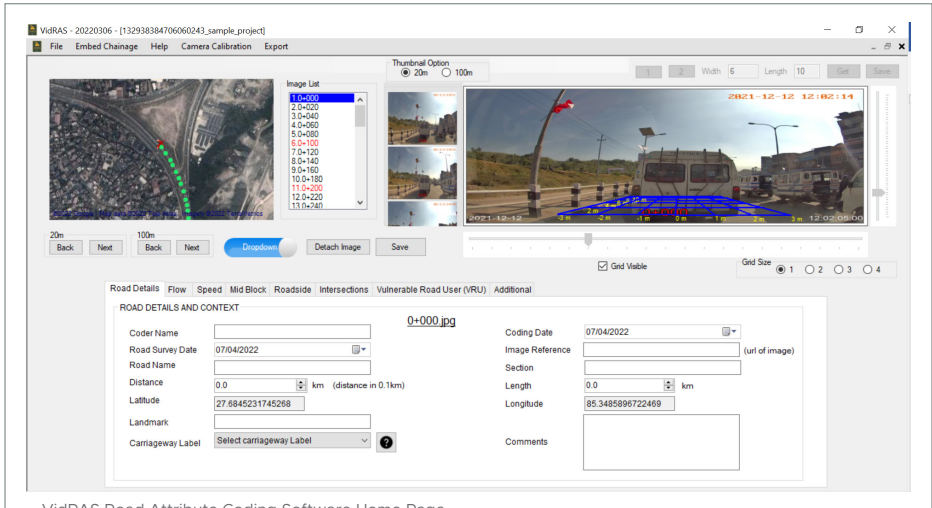 VidRAS - 20220306 - [132938384706060243_sample_project]
File Embed Chainage Help Camera Calibration Export
Thumbnail Option
20m 100m
1 2 Width 6 Length 10 Get Save
Image List
1.0+000
2.0+020
3.0+040
4.0+060
5.0+080
6.0+100
7.0+120
8.0+140
9.0+160
10.0+180
11.0+200
12.0+220
13.0+240
2021-12-12 12:02:14
2 m -1 m 0 m 1 m 2 m 3 m
2021-12-12 12:02:05:00
20m 100m
Back Next Back Next Dropdown Detach Image Save
Grid Visible
Grid Size 1 2 3 4
Road Details Flow Speed Mid Block Roadside Intersections Vulnerable Road User (VRU) Additional
ROAD DETAILS AND CONTEXT
0+000.jpg
Coder Name Coding Date 07/04/2022
Road Survey Date 07/04/2022 Image Reference (url of image)
Road Name Section
Distance 0.0 km (distance in 0.1km) Length 0.0 km
Latitude 27.6845231745268 Longitude 85.3485896722469
Landmark
Carriageway Label Select carriageway Label ? Comments
VidRAS Road Attribute Coding Software Home Page